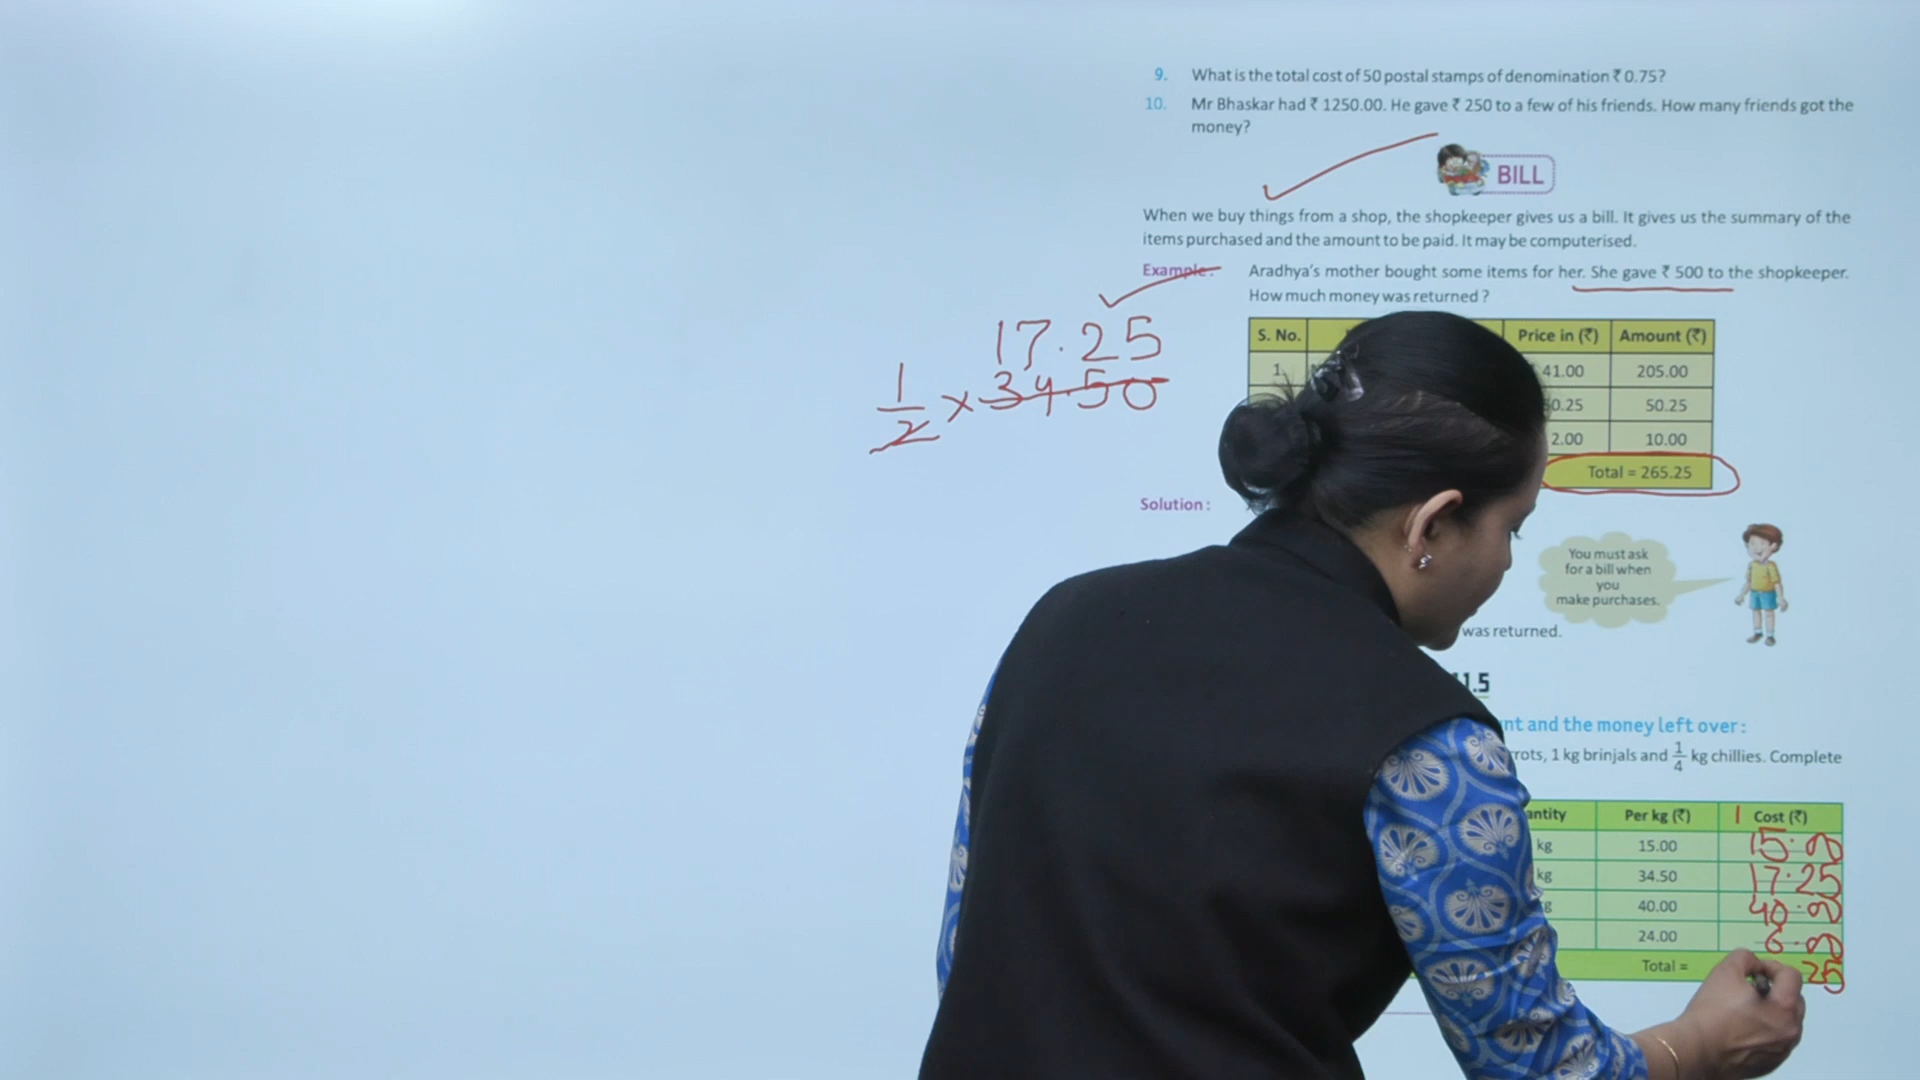 9. What is the total cost of 50 postal stamps of denomination ₹ 0.75?
10. Mr Bhaskar had ₹ 1250.00. He gave ₹ 250 to a few of his friends. How many friends got the
money?
BILL
When we buy things from a shop, the shopkeeper gives us a bill. It gives us the summary of the
items purchased and the amount to be paid. It may be computerised.
Example: Aradhya's mother bought some items for her. She gave ₹ 500 to the shopkeeper.
How much money was returned ?
17.25
1/2 × 34.50
S. No. Price in (₹) Amount (₹)
1. 41.00 205.00
50.25
2.00 10.00
Total = 265.25
Solution :
You must ask
for a bill when
you
make purchases.
was returned.
1.5
and the money left over :
1 kg brinjals and 1/4 kg chillies. Complete
Per kg (₹) 1 Cost (₹)
kg 15.00 15.00
kg 34.50 17.25
40.00 40.00
24.00 6.00
Total = 25